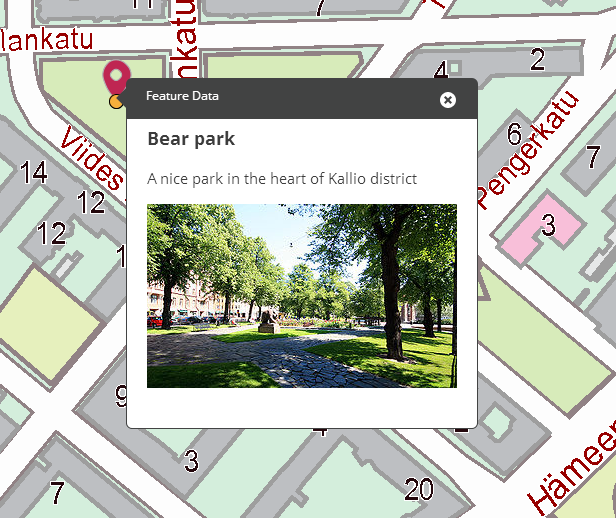 11
7
lankatu
nkatu
4
2
Feature Data
Bear park
A nice park in the heart of Kallio district
6
7
Pengerkatu
Viides
14
12
12
1
3
9
3
7
20
Hämeen